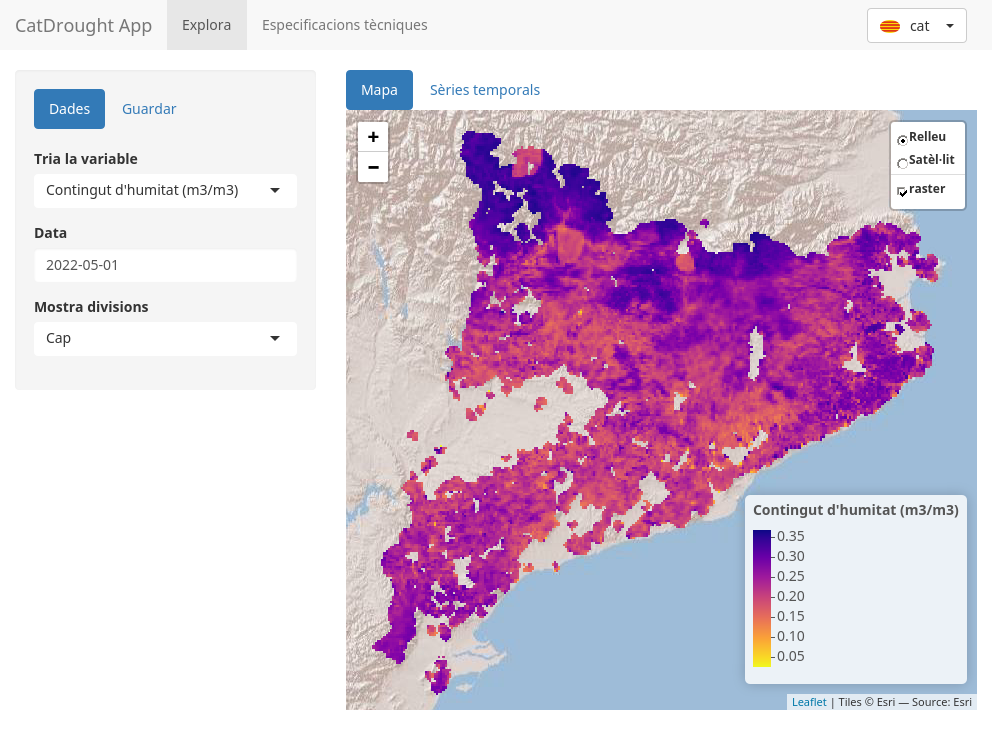 CatDrought App
Explora
Especificacions tècniques
cat
Dades
Guardar
Tria la variable
Contingut d'humitat (m3/m3)
Data
2022-05-01
Mostra divisions
Cap
Mapa
Sèries temporals
+
−
Relleu
Satèl·lit
raster
Contingut d'humitat (m3/m3)
0.35
0.30
0.25
0.20
0.15
0.10
0.05
Leaflet | Tiles © Esri — Source: Esri